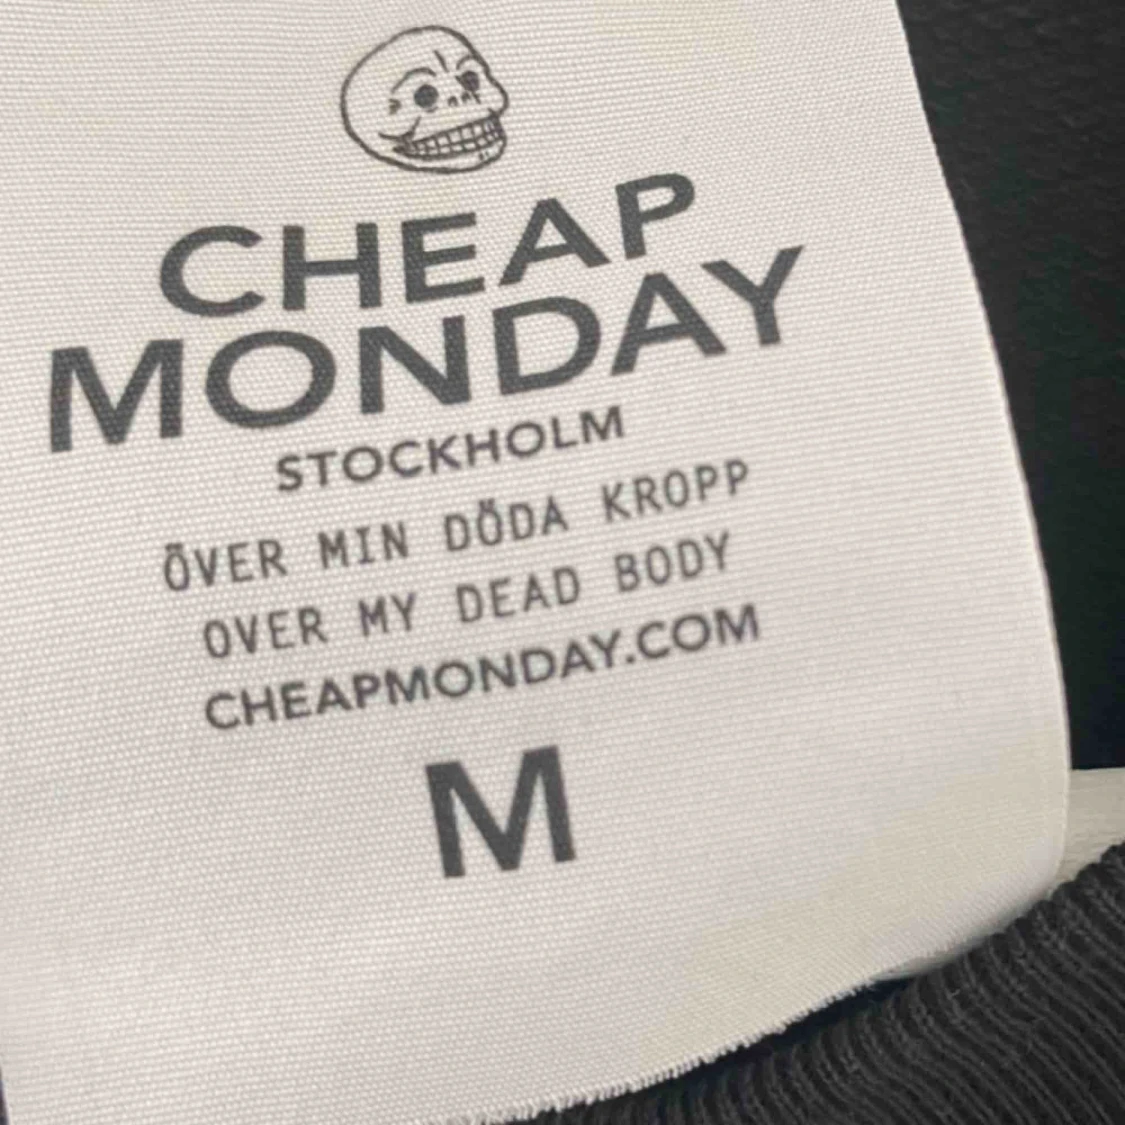 CHEAP
MONDAY
STOCKHOLM
ÖVER MIN DÖDA KROPP
OVER MY DEAD BODY
CHEAPMONDAY.COM
M